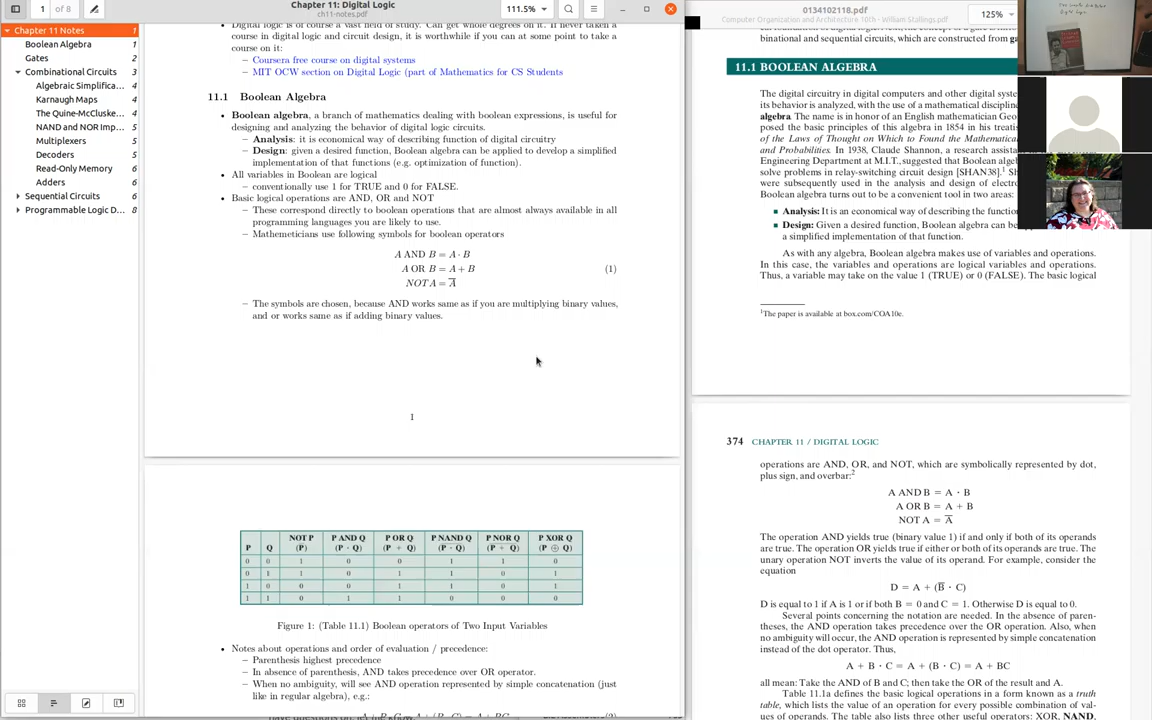 1 of 8
Chapter 11: Digital Logic
ch11-notes.pdf
111.5%
Chapter 11 Notes 1
Boolean Algebra 1
Gates 2
Combinational Circuits 3
Algebraic Simplifica... 4
Karnaugh Maps 4
The Quine-McCluske... 4
NAND and NOR Imp... 5
Multiplexers 5
Decoders 5
Read-Only Memory 6
Adders 6
Sequential Circuits 6
Programmable Logic D... 8
• Digital logic is of course a vast field of study. Can get whole degrees on it. If never taken a
course in digital logic and circuit design, it is worthwhile if you can at some point to take a
course on it:
– Coursera free course on digital systems
– MIT OCW section on Digital Logic (part of Mathematics for CS Students
11.1 Boolean Algebra
• Boolean algebra, a branch of mathematics dealing with boolean expressions, is useful for
designing and analyzing the behavior of digital logic circuits.
– Analysis: it is economical way of describing function of digital circuitry
– Design: given a desired function, Boolean algebra can be applied to develop a simplified
implementation of that functions (e.g. optimization of function).
• All variables in Boolean are logical
– conventionally use 1 for TRUE and 0 for FALSE.
• Basic logical operations are AND, OR and NOT
– These correspond directly to boolean operations that are almost always available in all
programming languages you are likely to use.
– Mathemeticians use following symbols for boolean operators
A AND B = A · B
A OR B = A + B (1)
NOT A = A̅
– The symbols are chosen, because AND works same as if you are multiplying binary values,
and or works same as if adding binary values.
1
P Q NOT P (P̅) P AND Q (P · Q) P OR Q (P + Q) P NAND Q (P · Q) P NOR Q (P + Q) P XOR Q (P ⊕ Q)
0 0 1 0 0 1 1 0
0 1 1 0 1 1 0 1
1 0 0 0 1 1 0 1
1 1 0 1 1 0 0 0
Figure 1: (Table 11.1) Boolean operators of Two Input Variables
• Notes about operations and order of evaluation / precedence:
– Parenthesis highest precedence
– In absence of parenthesis, AND takes precedence over OR operator.
– When no ambiguity, will see AND operation represented by simple concatenation (just
like in regular algebra), e.g.:
0134102118.pdf
Computer Organization and Architecture 10th - William Stallings.pdf
125%
binational and sequential circuits, which are constructed from
11.1 BOOLEAN ALGEBRA
The digital circuitry in digital computers and other digital
its behavior is analyzed, with the use of a mathematical
algebra. The name is in honor of an English mathematician
posed the basic principles of this algebra in 1854 in his
of the Laws of Thought on Which to Found the Mathematical
and Probabilities. In 1938, Claude Shannon, a research
Engineering Department at M.I.T., suggested that Boolean
solve problems in relay-switching circuit design [SHAN38].¹
were subsequently used in the analysis and design of
Boolean algebra turns out to be a convenient tool in two areas:
■ Analysis: It is an economical way of describing the
■ Design: Given a desired function, Boolean algebra can
a simplified implementation of that function.
As with any algebra, Boolean algebra makes use of variables and operations.
In this case, the variables and operations are logical variables and operations.
Thus, a variable may take on the value 1 (TRUE) or 0 (FALSE). The basic logical
¹The paper is available at box.com/COA10e.
374 CHAPTER 11 / DIGITAL LOGIC
operations are AND, OR, and NOT, which are symbolically represented by dot,
plus sign, and overbar:²
A AND B = A · B
A OR B = A + B
NOT A = A̅
The operation AND yields true (binary value 1) if and only if both of its operands
are true. The operation OR yields true if either or both of its operands are true. The
unary operation NOT inverts the value of its operand. For example, consider the
equation
D = A + (B̅ · C)
D is equal to 1 if A is 1 or if both B = 0 and C = 1. Otherwise D is equal to 0.
Several points concerning the notation are needed. In the absence of paren-
theses, the AND operation takes precedence over the OR operation. Also, when
no ambiguity will occur, the AND operation is represented by simple concatenation
instead of the dot operator. Thus,
A + B · C = A + (B · C) = A + BC
all mean: Take the AND of B and C; then take the OR of the result and A.
Table 11.1a defines the basic logical operations in a form known as a truth
table, which lists the value of an operation for every possible combination of val-
ues of operands. The table also lists three other useful operators: XOR, NAND,